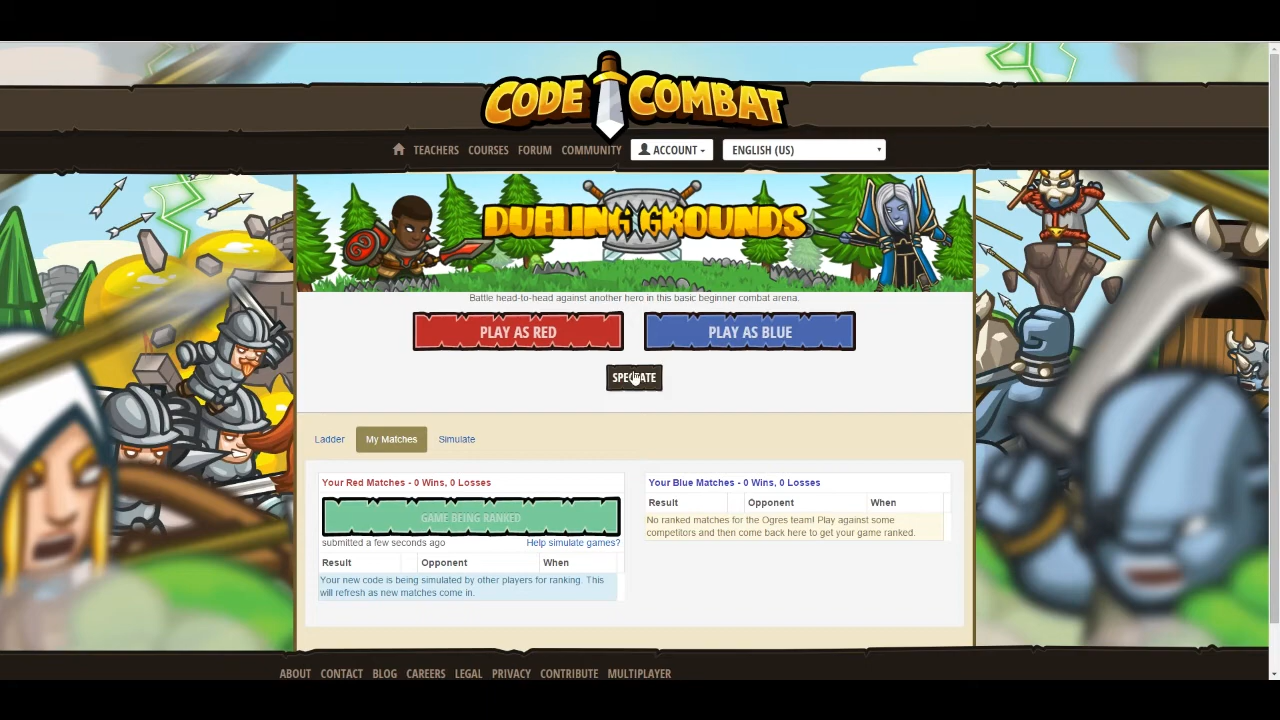 CODE COMBAT
TEACHERS COURSES FORUM COMMUNITY ACCOUNT ENGLISH (US)
DUELING GROUNDS
Battle head-to-head against another hero in this basic beginner combat arena.
PLAY AS RED PLAY AS BLUE
SPECTATE
Ladder My Matches Simulate
Your Red Matches - 0 Wins, 0 Losses
GAME BEING RANKED
submitted a few seconds ago Help simulate games?
Result Opponent When
Your new code is being simulated by other players for ranking. This
will refresh as new matches come in.
Your Blue Matches - 0 Wins, 0 Losses
Result Opponent When
No ranked matches for the Ogres team! Play against some
competitors and then come back here to get your game ranked.
ABOUT CONTACT BLOG CAREERS LEGAL PRIVACY CONTRIBUTE MULTIPLAYER